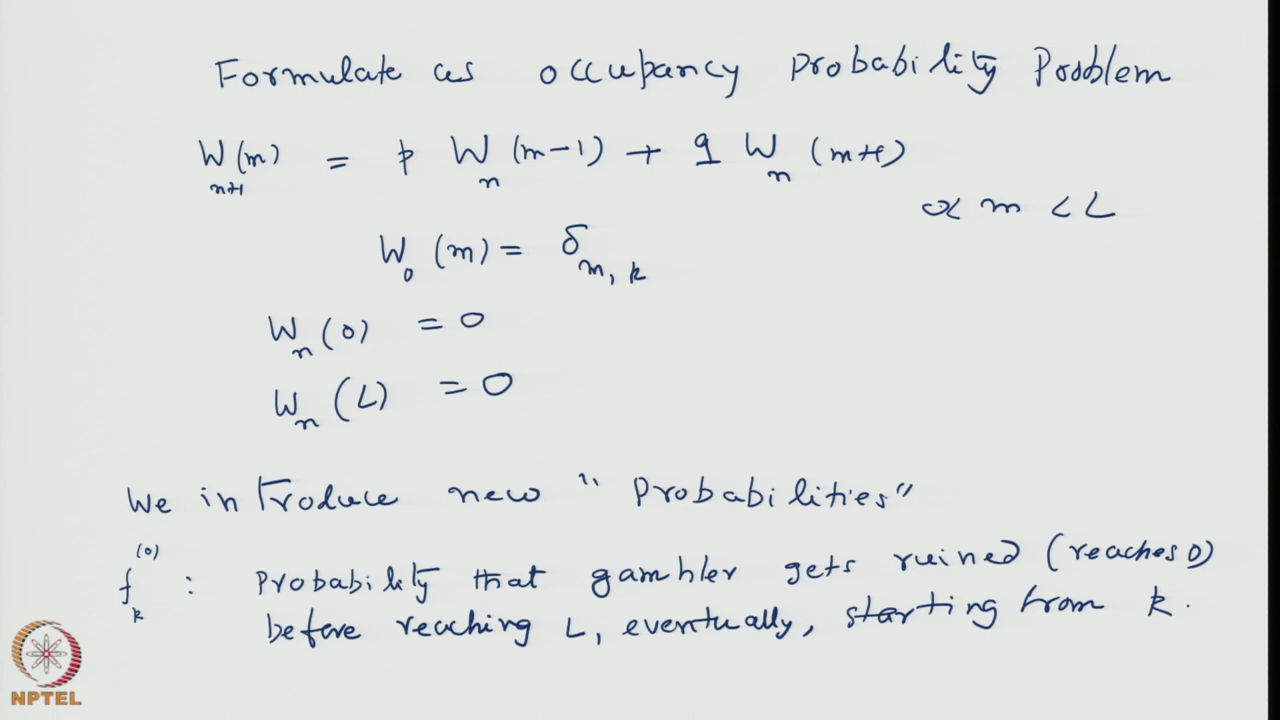 Formulate as occupancy probability Problem
W_{n+1}(m) = p W_n (m-1) + q W_n (m+1)
0 < m < L
W_0 (m) = δ_{m, k}
W_n (0) = 0
W_n (L) = 0
We introduce new "Probabilities"
f_k^{(0)} : Probability that gambler gets ruined (reaches 0)
before reaching L, eventually, starting from k.
NPTEL